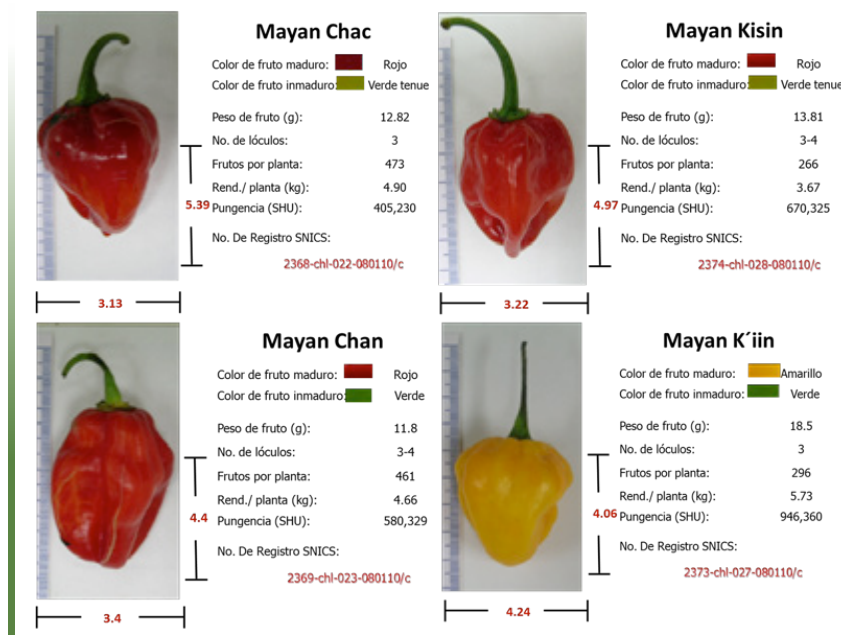 Mayan Chac
Color de fruto maduro: Rojo
Color de fruto inmaduro: Verde tenue
Peso de fruto (g): 12.82
No. de lóculos: 3
Frutos por planta: 473
Rend./ planta (kg): 4.90
5.39
Pungencia (SHU): 405,230
No. De Registro SNICS:
2368-chl-022-080110/c
3.13
Mayan Kisin
Color de fruto maduro: Rojo
Color de fruto inmaduro: Verde tenue
Peso de fruto (g): 13.81
No. de lóculos: 3-4
Frutos por planta: 266
Rend./ planta (kg): 3.67
4.97
Pungencia (SHU): 670,325
No. De Registro SNICS:
2374-chl-028-080110/c
3.22
Mayan Chan
Color de fruto maduro: Rojo
Color de fruto inmaduro: Verde
Peso de fruto (g): 11.8
No. de lóculos: 3-4
Frutos por planta: 461
Rend./ planta (kg): 4.66
4.4
Pungencia (SHU): 580,329
No. De Registro SNICS:
2369-chl-023-080110/c
3.4
Mayan K´iin
Color de fruto maduro: Amarillo
Color de fruto inmaduro: Verde
Peso de fruto (g): 18.5
No. de lóculos: 3
Frutos por planta: 296
Rend./ planta (kg): 5.73
4.06
Pungencia (SHU): 946,360
No. De Registro SNICS:
2373-chl-027-080110/c
4.24